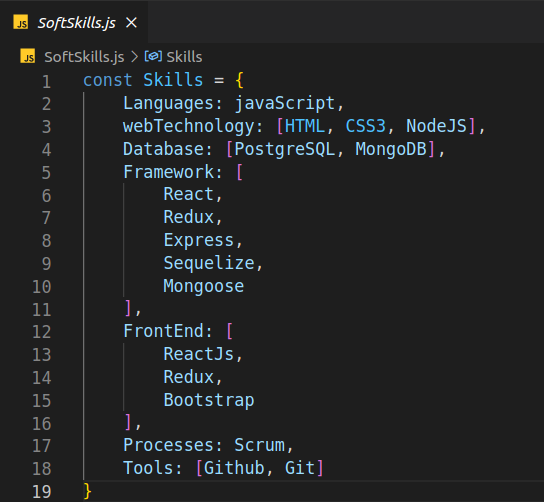 JS SoftSkills.js ×
JS SoftSkills.js > Skills
1 const Skills = {
2     Languages: javaScript,
3     webTechnology: [HTML, CSS3, NodeJS],
4     Database: [PostgreSQL, MongoDB],
5     Framework: [
6         React,
7         Redux,
8         Express,
9         Sequelize,
10         Mongoose
11     ],
12     FrontEnd: [
13         ReactJs,
14         Redux,
15         Bootstrap
16     ],
17     Processes: Scrum,
18     Tools: [Github, Git]
19 }